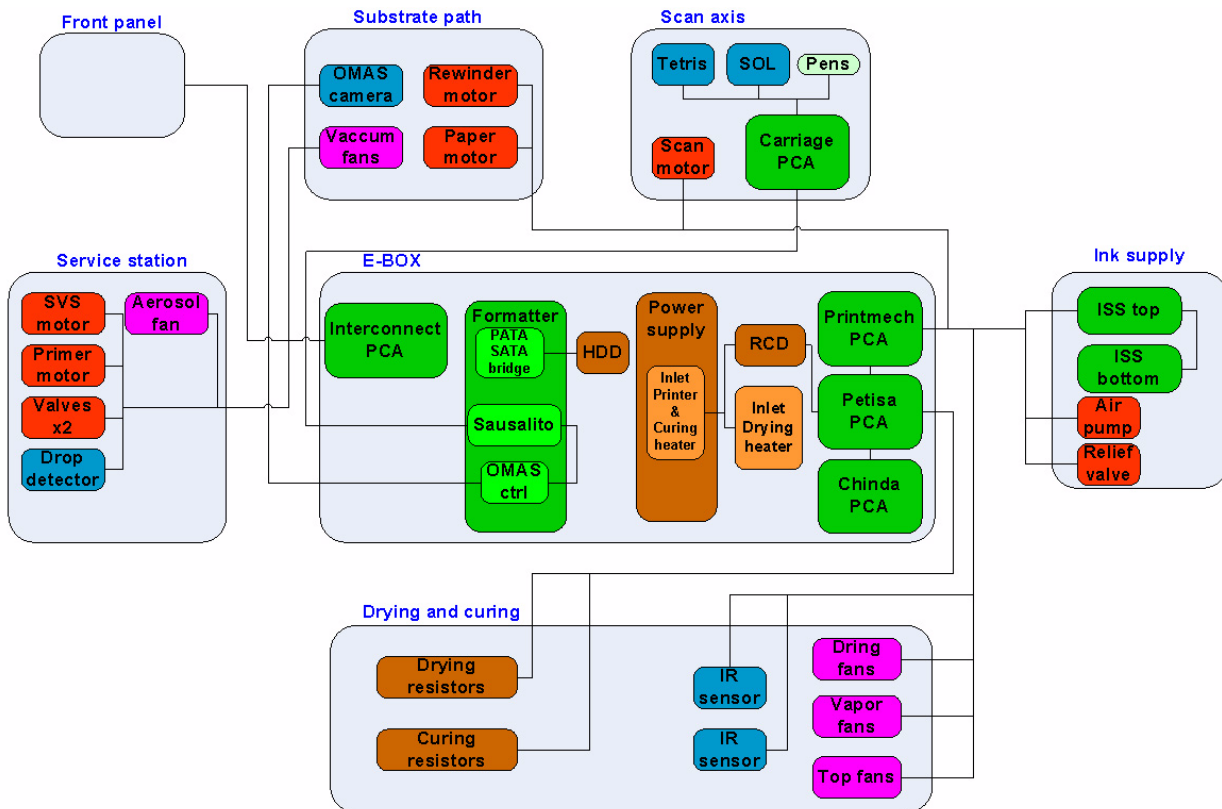 Front panel
Substrate path
OMAS
camera
Rewinder
motor
Vaccum
fans
Paper
motor
Scan axis
Tetris
SOL
Pens
Scan
motor
Carriage
PCA
Service station
SVS
motor
Aerosol
fan
Primer
motor
Valves
x2
Drop
detector
E-BOX
Interconnect
PCA
Formatter
PATA
SATA
bridge
HDD
Sausalito
OMAS
ctrl
Power
supply
Inlet
Printer
&
Curing
heater
RCD
Inlet
Drying
heater
Printmech
PCA
Petisa
PCA
Chinda
PCA
Ink supply
ISS top
ISS
bottom
Air
pump
Relief
valve
Drying and curing
Drying
resistors
Curing
resistors
IR
sensor
IR
sensor
Dring
fans
Vapor
fans
Top fans